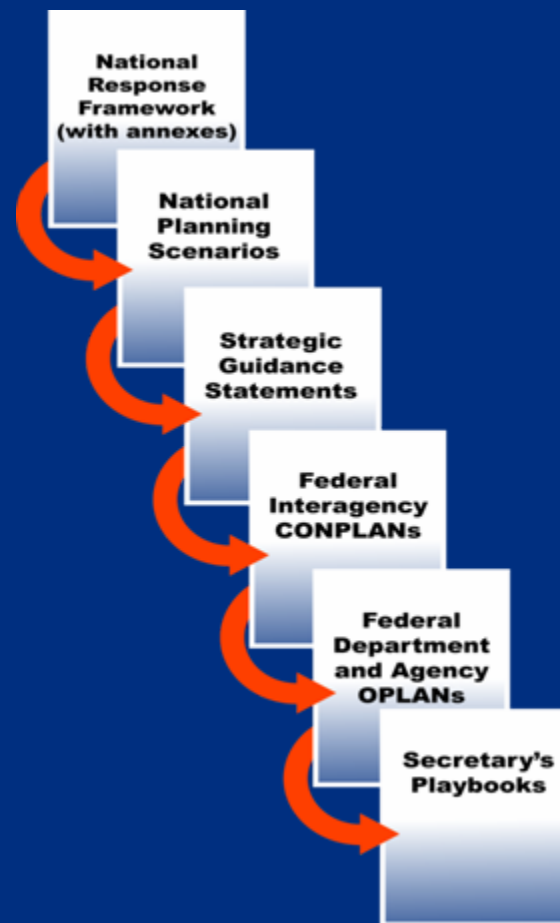 National
Response
Framework
(with annexes)
National
Planning
Scenarios
Strategic
Guidance
Statements
Federal
Interagency
CONPLANs
Federal
Department
and Agency
OPLANs
Secretary’s
Playbooks